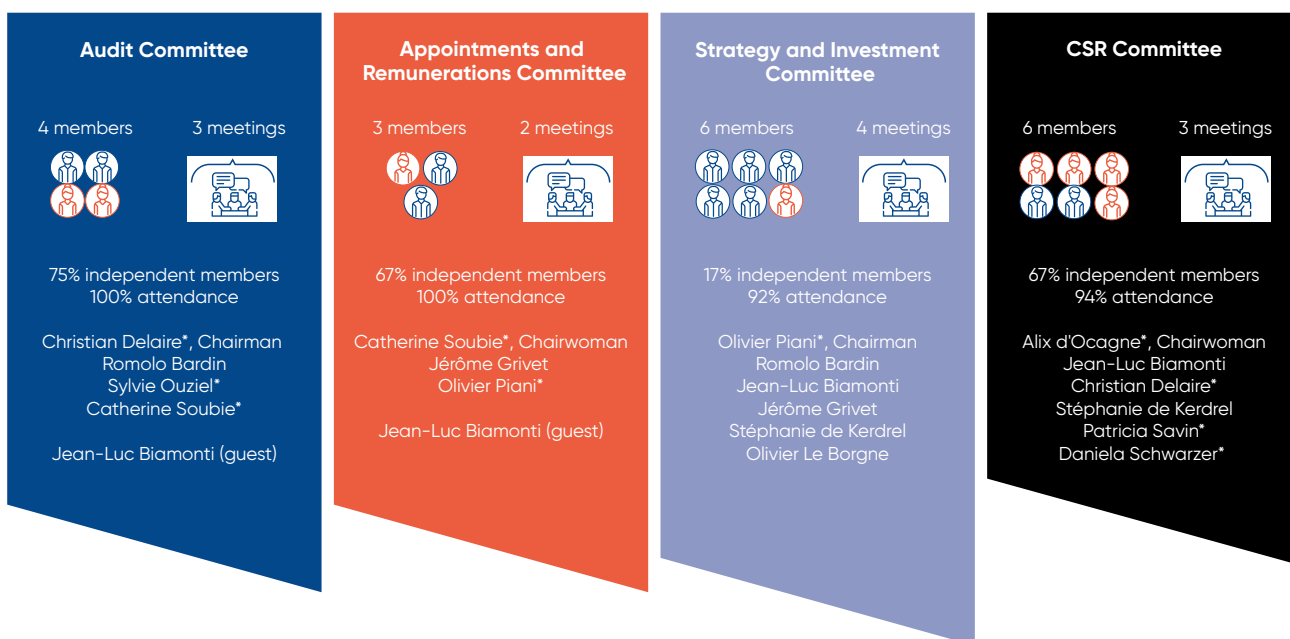 Audit Committee
4 members
3 meetings
75% independent members
100% attendance
Christian Delaire*, Chairman
Romolo Bardin
Sylvie Ouziel*
Catherine Soubie*
Jean-Luc Biamonti (guest)
Appointments and
Remunerations Committee
3 members
2 meetings
67% independent members
100% attendance
Catherine Soubie*, Chairwoman
Jérôme Grivet
Olivier Piani*
Jean-Luc Biamonti (guest)
Strategy and Investment
Committee
6 members
4 meetings
17% independent members
92% attendance
Olivier Piani*, Chairman
Romolo Bardin
Jean-Luc Biamonti
Jérôme Grivet
Stéphanie de Kerdrel
Olivier Le Borgne
CSR Committee
6 members
3 meetings
67% independent members
94% attendance
Alix d'Ocagne*, Chairwoman
Jean-Luc Biamonti
Christian Delaire*
Stéphanie de Kerdrel
Patricia Savin*
Daniela Schwarzer*